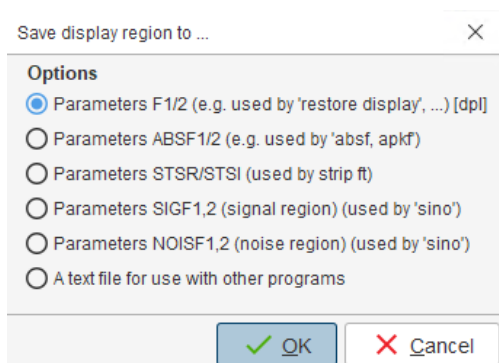 Save display region to ...
Options
Parameters F1/2 (e.g. used by 'restore display', ...) [dpl]
Parameters ABSF1/2 (e.g. used by 'absf, apkf')
Parameters STSR/STSI (used by strip ft)
Parameters SIGF1,2 (signal region) (used by 'sino')
Parameters NOISF1,2 (noise region) (used by 'sino')
A text file for use with other programs
OK Cancel